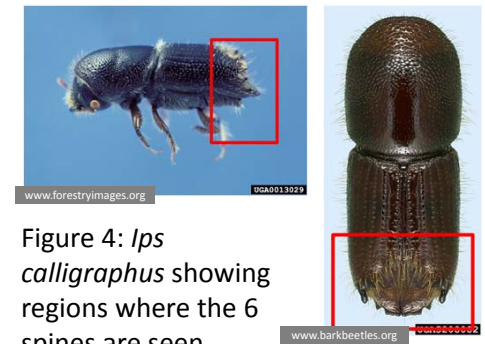 www.forestryimages.org
UGA0013029
Figure 4: Ips
calligraphus showing
regions where the 6
spines are seen
www.barkbeetles.org